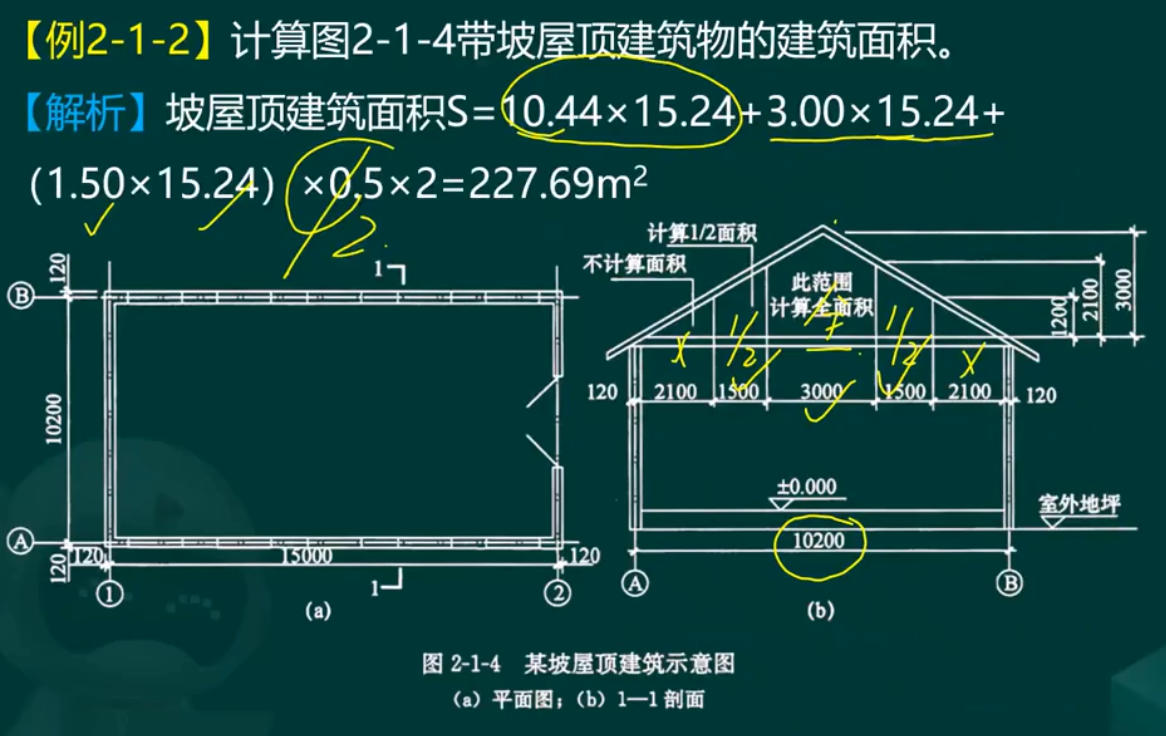 【例2-1-2】计算图2-1-4带坡屋顶建筑物的建筑面积。
【解析】坡屋顶建筑面积S=10.44×15.24+3.00×15.24+
(1.50×15.24)×0.5×2=227.69m²
1/2
B
120
10200
A
120
120
15000
120
1
2
1
1
(a)
计算1/2面积
不计算面积
此范围
计算全面积
1200
2100
3000
x
1/2
全
1/2
x
120
2100
1500
3000
1500
2100
120
±0.000
室外地坪
10200
A
B
(b)
图 2-1-4 某坡屋顶建筑示意图
(a) 平面图；(b) 1—1 剖面